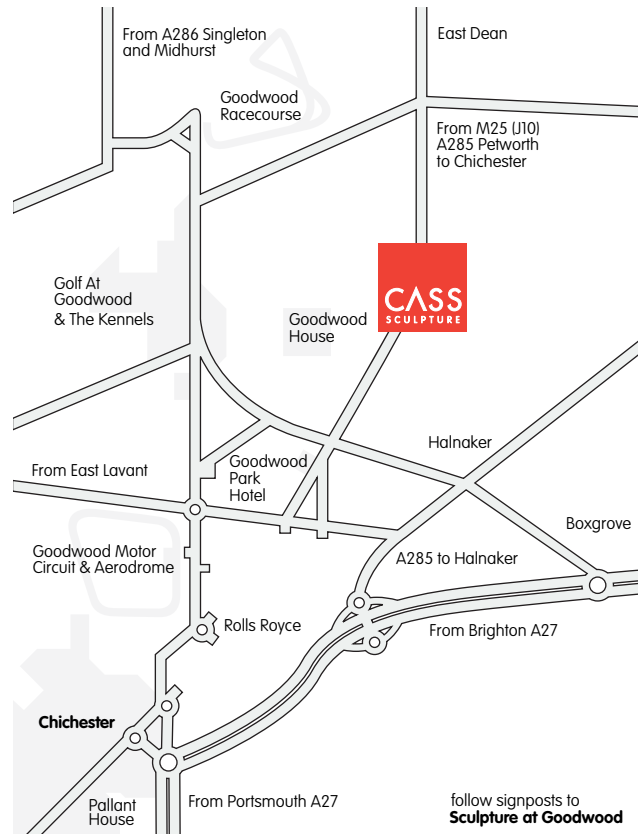 From A286 Singleton
and Midhurst
East Dean
Goodwood
Racecourse
From M25 (J10)
A285 Petworth
to Chichester
CASS
SCULPTURE
Golf At
Goodwood
& The Kennels
Goodwood
House
Halnaker
From East Lavant
Goodwood
Park
Hotel
Boxgrove
Goodwood Motor
Circuit & Aerodrome
A285 to Halnaker
Rolls Royce
From Brighton A27
Chichester
Pallant
House
From Portsmouth A27
follow signposts to
Sculpture at Goodwood